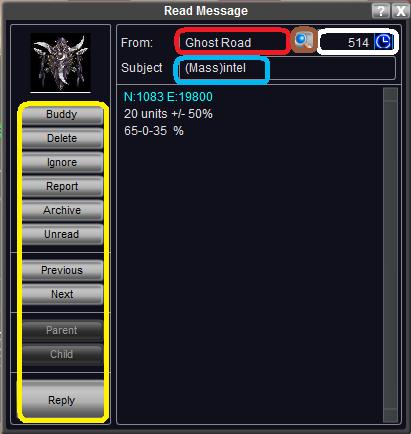 Read Message
? X
From: Ghost Road 514
Subject (Mass)intel
N:1083 E:19800
20 units +/- 50%
65-0-35 %
Buddy
Delete
Ignore
Report
Archive
Unread
Previous
Next
Parent
Child
Reply